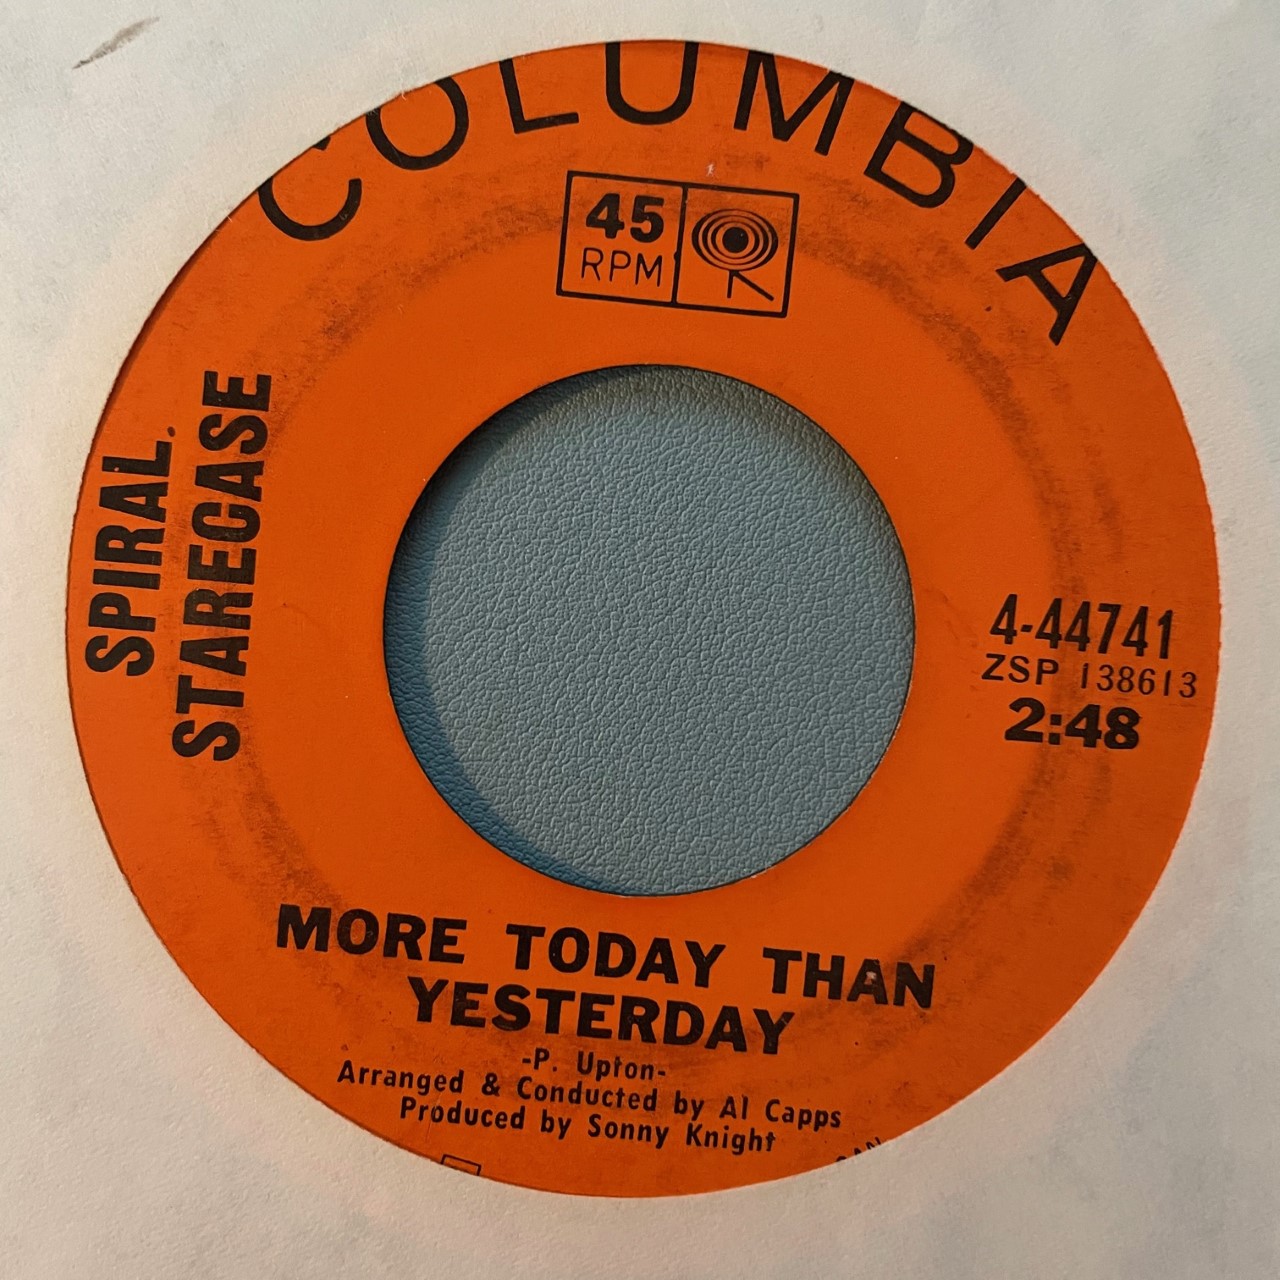 COLUMBIA
45
RPM
SPIRAL
STARECASE
4-44741
ZSP 138613
2:48
MORE TODAY THAN
YESTERDAY
-P. Upton-
Arranged & Conducted by Al Capps
Produced by Sonny Knight